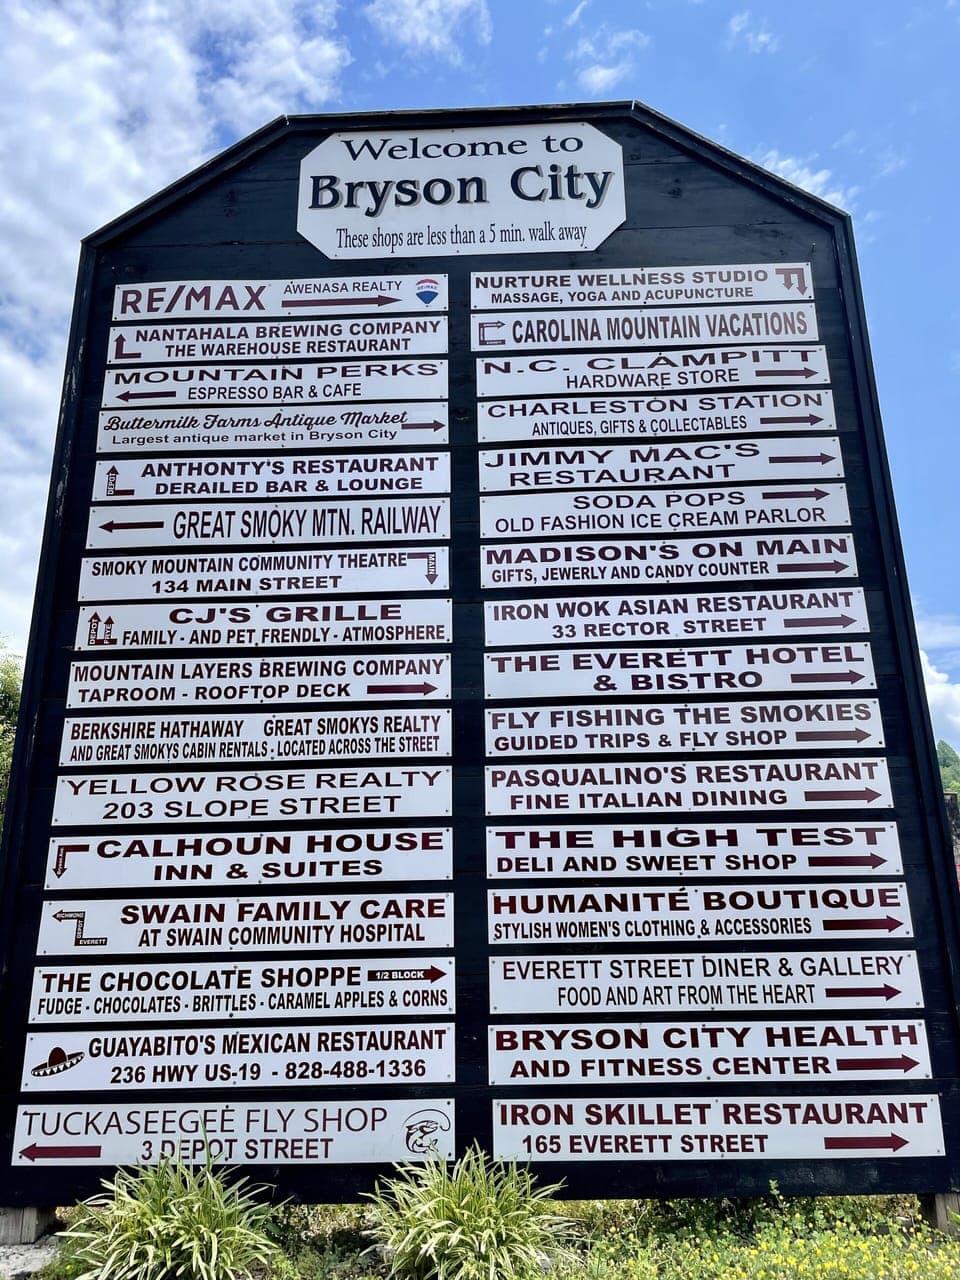 Welcome to
Bryson City
These shops are less than a 5 min. walk away
RE/MAX AWENASA REALTY
NANTAHALA BREWING COMPANY
THE WAREHOUSE RESTAURANT
MOUNTAIN PERKS
ESPRESSO BAR & CAFE
Buttermilk Farms Antique Market
Largest antique market in Bryson City
DEPOT
ANTHONTY'S RESTAURANT
DERAILED BAR & LOUNGE
GREAT SMOKY MTN. RAILWAY
SMOKY MOUNTAIN COMMUNITY THEATRE
134 MAIN STREET
MAIN
DEPOT
FRYE
CJ'S GRILLE
FAMILY - AND PET FRENDLY - ATMOSPHERE
MOUNTAIN LAYERS BREWING COMPANY
TAPROOM - ROOFTOP DECK
BERKSHIRE HATHAWAY GREAT SMOKYS REALTY
AND GREAT SMOKYS CABIN RENTALS - LOCATED ACROSS THE STREET
YELLOW ROSE REALTY
203 SLOPE STREET
CALHOUN HOUSE
INN & SUITES
RICHMOND
DEPOT
EVERETT
SWAIN FAMILY CARE
AT SWAIN COMMUNITY HOSPITAL
THE CHOCOLATE SHOPPE 1/2 BLOCK
FUDGE - CHOCOLATES - BRITTLES - CARAMEL APPLES & CORNS
GUAYABITO'S MEXICAN RESTAURANT
236 HWY US-19 - 828-488-1336
TUCKASEEGEE FLY SHOP
3 DEPOT STREET
NURTURE WELLNESS STUDIO
MASSAGE, YOGA AND ACUPUNCTURE
CAROLINA MOUNTAIN VACATIONS
N.C. CLAMPITT
HARDWARE STORE
CHARLESTON STATION
ANTIQUES, GIFTS & COLLECTABLES
JIMMY MAC'S
RESTAURANT
SODA POPS
OLD FASHION ICE CREAM PARLOR
MADISON'S ON MAIN
GIFTS, JEWERLY AND CANDY COUNTER
IRON WOK ASIAN RESTAURANT
33 RECTOR STREET
THE EVERETT HOTEL
& BISTRO
FLY FISHING THE SMOKIES
GUIDED TRIPS & FLY SHOP
PASQUALINO'S RESTAURANT
FINE ITALIAN DINING
THE HIGH TEST
DELI AND SWEET SHOP
HUMANITÉ BOUTIQUE
STYLISH WOMEN'S CLOTHING & ACCESSORIES
EVERETT STREET DINER & GALLERY
FOOD AND ART FROM THE HEART
BRYSON CITY HEALTH
AND FITNESS CENTER
IRON SKILLET RESTAURANT
165 EVERETT STREET